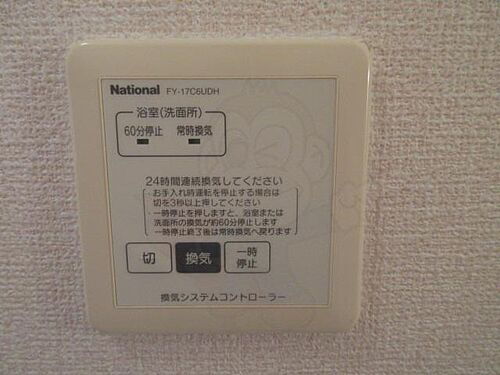 National FY-17C6UDH
浴室(洗面所)
60分停止 常時換気
24時間連続換気してください
お手入れ時運転を停止する場合は
切を3秒以上押してください
一時停止を押しますと、浴室または
洗面所の換気が約60分停止します
一時停止終了後は常時換気へ戻ります
切 換気 一時停止
換気システムコントローラー